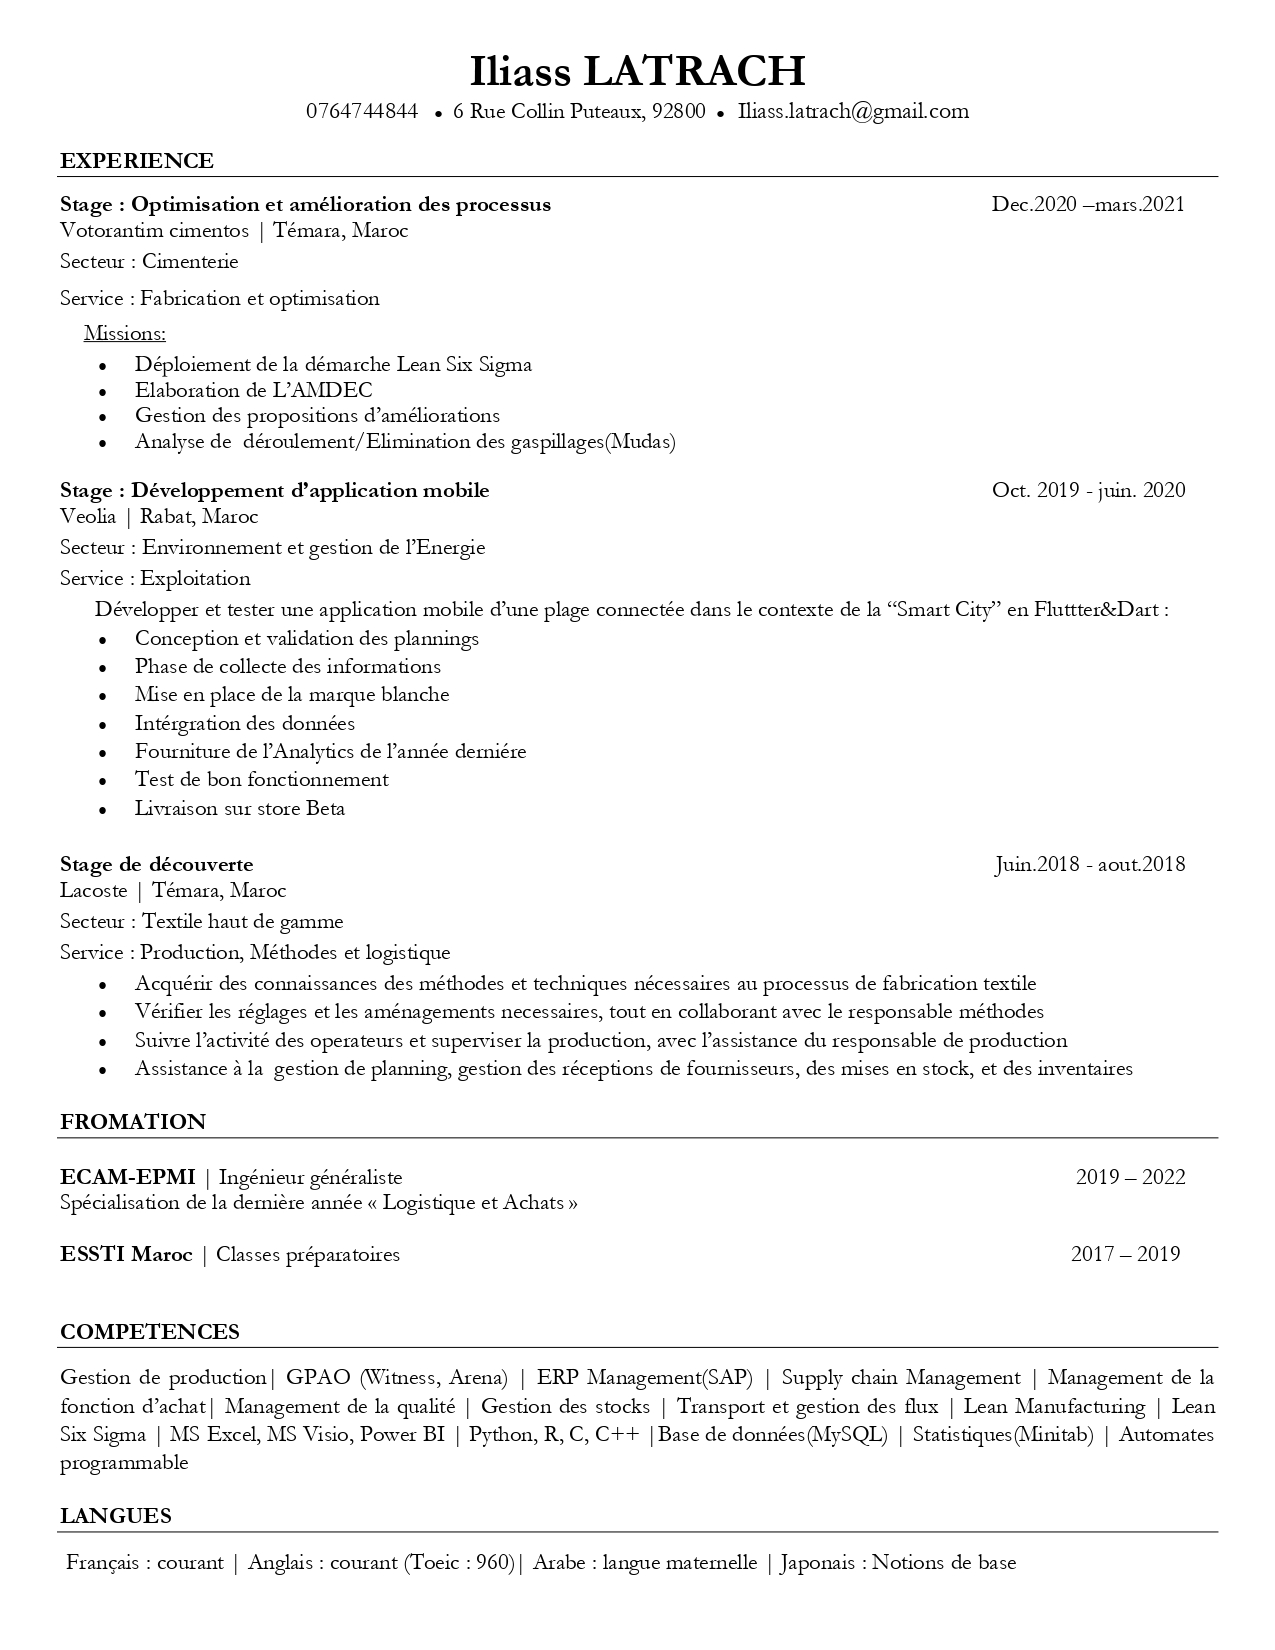 Iliass LATRACH
0764744844 • 6 Rue Collin Puteaux, 92800 • Iliass.latrach@gmail.com
EXPERIENCE
Stage : Optimisation et amélioration des processus Dec.2020 –mars.2021
Votorantim cimentos | Témara, Maroc
Secteur : Cimenterie
Service : Fabrication et optimisation
Missions:
• Déploiement de la démarche Lean Six Sigma
• Elaboration de L’AMDEC
• Gestion des propositions d’améliorations
• Analyse de déroulement/Elimination des gaspillages(Mudas)
Stage : Développement d’application mobile Oct. 2019 - juin. 2020
Veolia | Rabat, Maroc
Secteur : Environnement et gestion de l’Energie
Service : Exploitation
Développer et tester une application mobile d’une plage connectée dans le contexte de la “Smart City” en Fluttter&Dart :
• Conception et validation des plannings
• Phase de collecte des informations
• Mise en place de la marque blanche
• Intérgration des données
• Fourniture de l’Analytics de l’année derniére
• Test de bon fonctionnement
• Livraison sur store Beta
Stage de découverte Juin.2018 - aout.2018
Lacoste | Témara, Maroc
Secteur : Textile haut de gamme
Service : Production, Méthodes et logistique
• Acquérir des connaissances des méthodes et techniques nécessaires au processus de fabrication textile
• Vérifier les réglages et les aménagements necessaires, tout en collaborant avec le responsable méthodes
• Suivre l’activité des operateurs et superviser la production, avec l’assistance du responsable de production
• Assistance à la gestion de planning, gestion des réceptions de fournisseurs, des mises en stock, et des inventaires
FROMATION
ECAM-EPMI | Ingénieur généraliste 2019 – 2022
Spécialisation de la dernière année « Logistique et Achats »
ESSTI Maroc | Classes préparatoires 2017 – 2019
COMPETENCES
Gestion de production| GPAO (Witness, Arena) | ERP Management(SAP) | Supply chain Management | Management de la
fonction d’achat| Management de la qualité | Gestion des stocks | Transport et gestion des flux | Lean Manufacturing | Lean
Six Sigma | MS Excel, MS Visio, Power BI | Python, R, C, C++ |Base de données(MySQL) | Statistiques(Minitab) | Automates
programmable
LANGUES
Français : courant | Anglais : courant (Toeic : 960)| Arabe : langue maternelle | Japonais : Notions de base